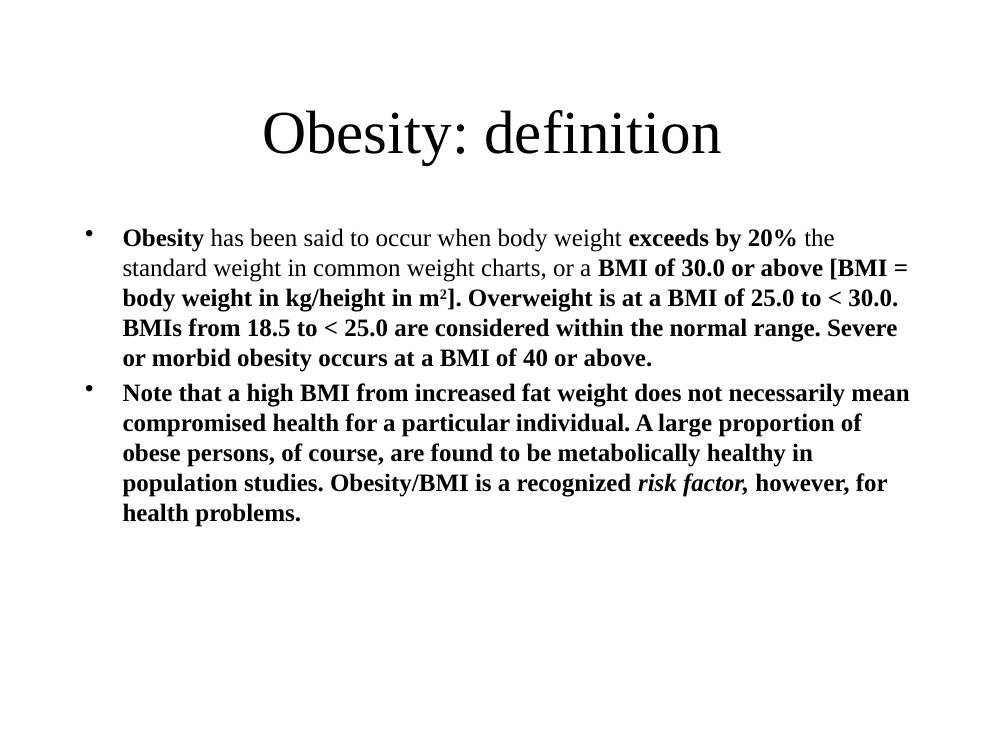 Obesity: definition
• Obesity has been said to occur when body weight exceeds by 20% the
standard weight in common weight charts, or a BMI of 30.0 or above [BMI =
body weight in kg/height in m²]. Overweight is at a BMI of 25.0 to < 30.0.
BMIs from 18.5 to < 25.0 are considered within the normal range. Severe
or morbid obesity occurs at a BMI of 40 or above.
• Note that a high BMI from increased fat weight does not necessarily mean
compromised health for a particular individual. A large proportion of
obese persons, of course, are found to be metabolically healthy in
population studies. Obesity/BMI is a recognized risk factor, however, for
health problems.